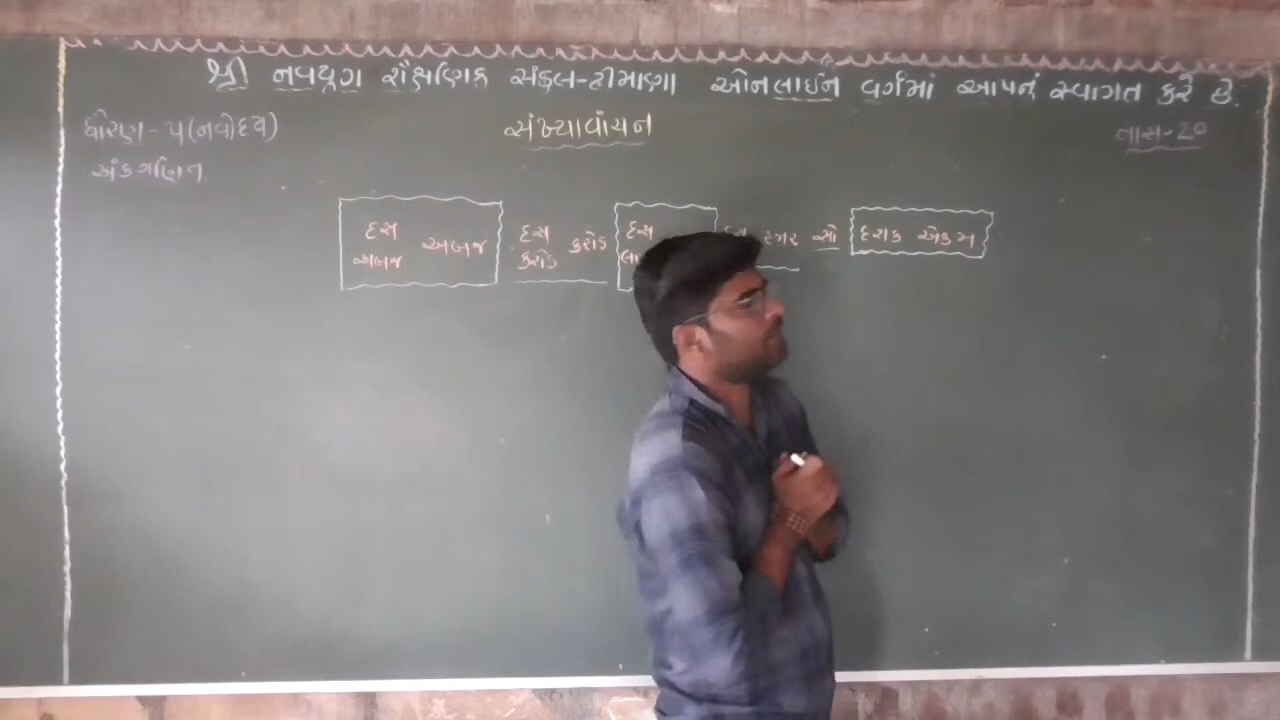 શ્રી નવયુગ શૈક્ષણિક સંકુલ-હીમાણા ઓનલાઇન વર્ગમાં આપનું સ્વાગત કરે છે.
ધોરણ - ૫ (નવોદય) સંખ્યાવાંચન તાસ-20
અંકગણિત
દસ અબજ દસ કરોડ દસ હજાર સો દશક એકમ
અબજ કરોડ